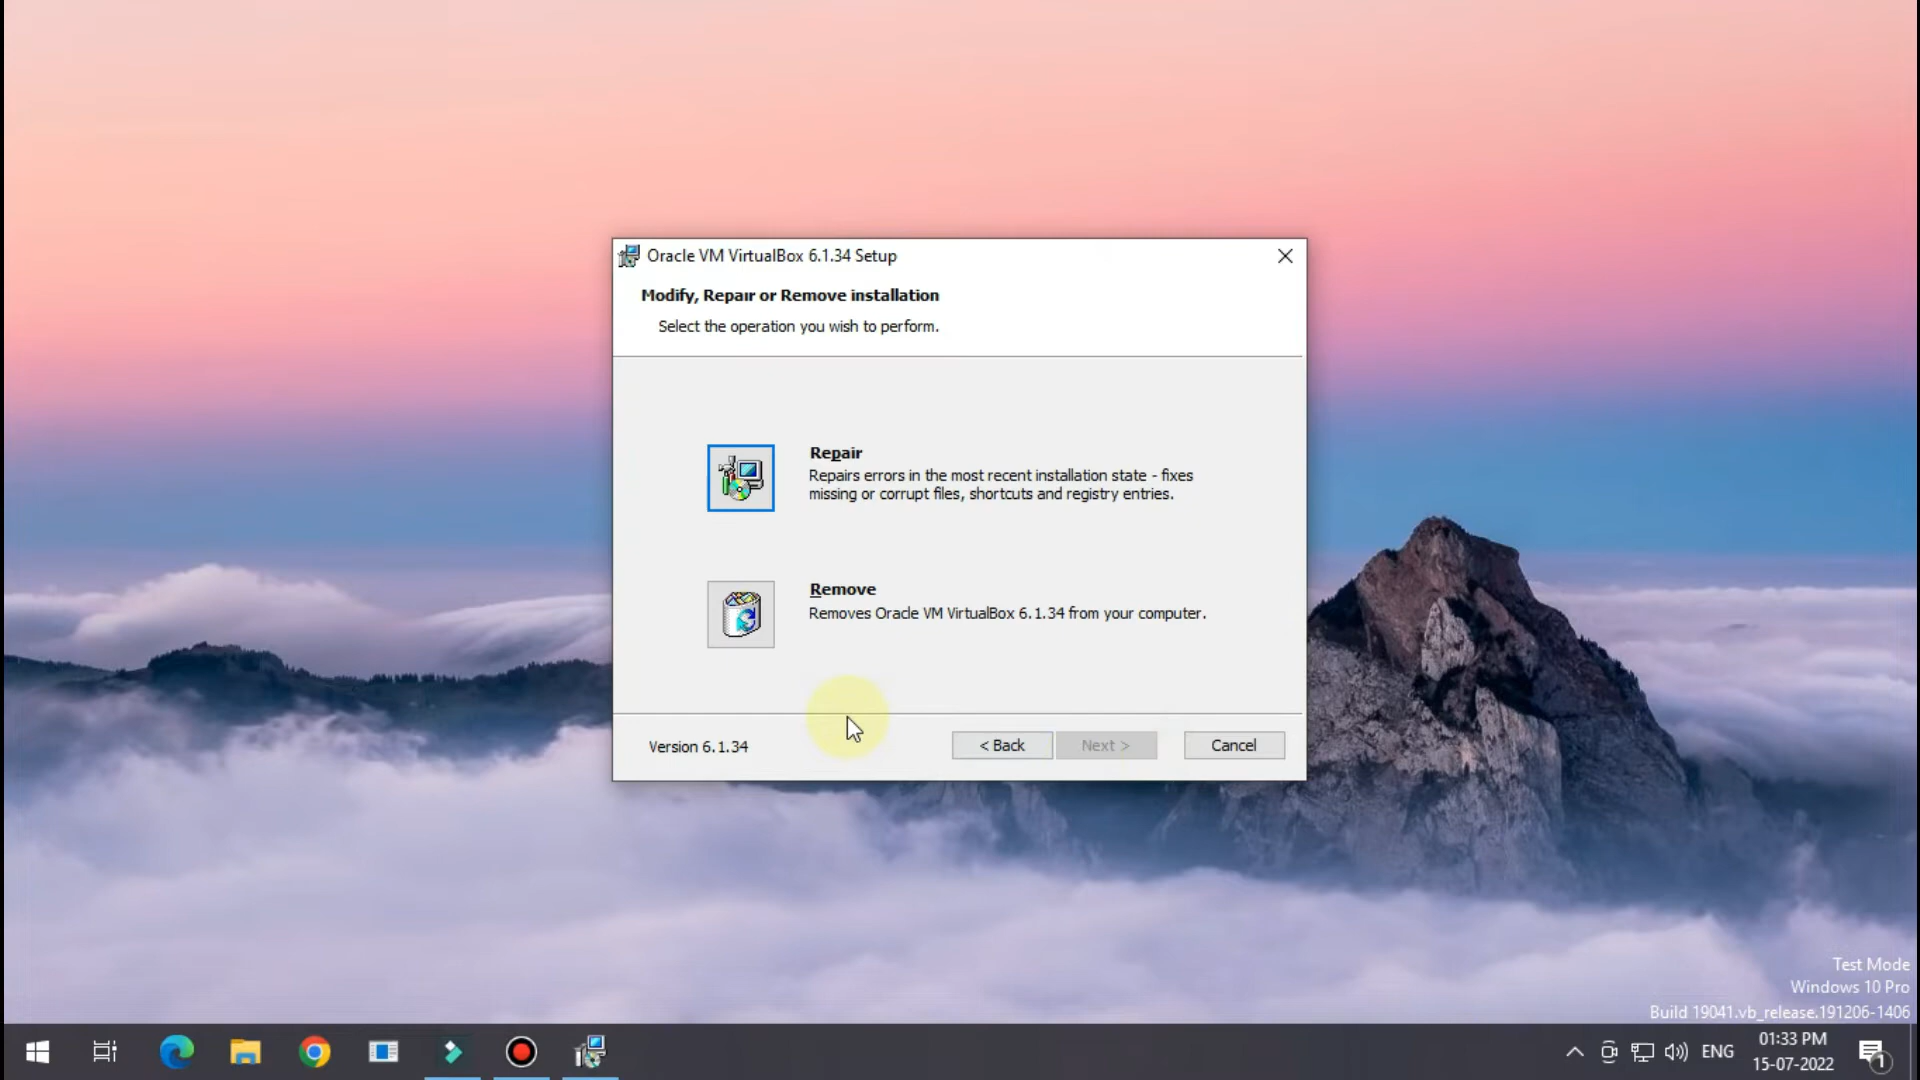 Oracle VM VirtualBox 6.1.34 Setup
Modify, Repair or Remove installation
Select the operation you wish to perform.
Repair
Repairs errors in the most recent installation state - fixes
missing or corrupt files, shortcuts and registry entries.
Remove
Removes Oracle VM VirtualBox 6.1.34 from your computer.
Version 6.1.34
< Back
Next >
Cancel
Test Mode
Windows 10 Pro
Build 19041.vb_release.191206-1406
ENG
01:33 PM
15-07-2022
1